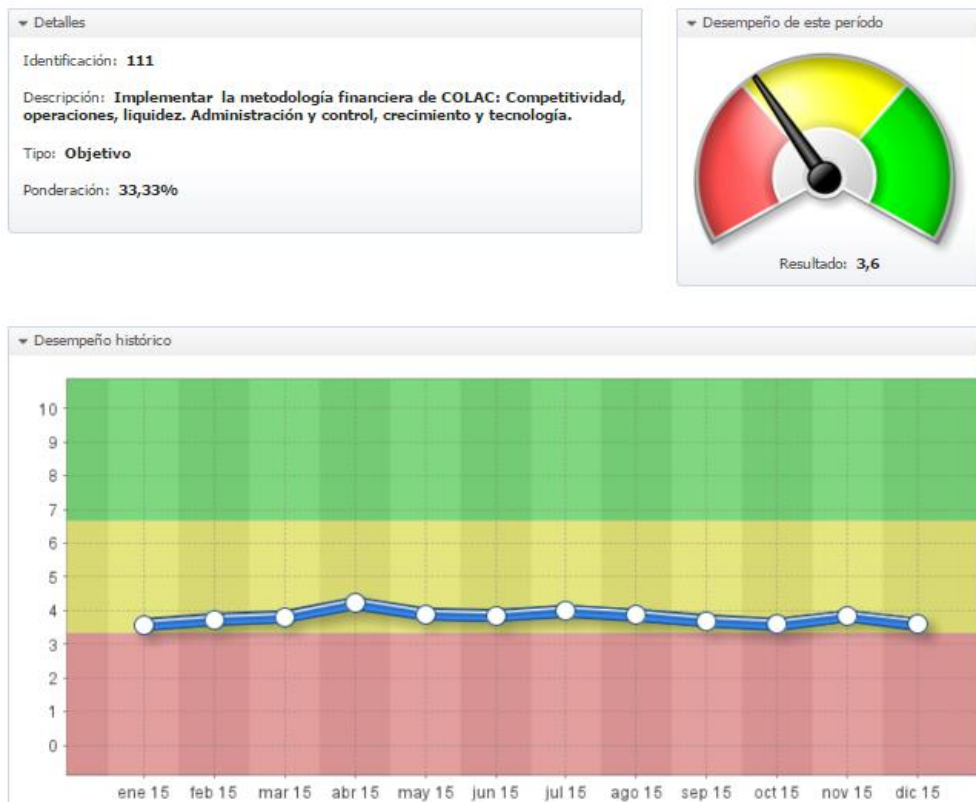 Detalles
Identificación: 111
Descripción: Implementar la metodología financiera de COLAC: Competitividad,
operaciones, liquidez. Administración y control, crecimiento y tecnología.
Tipo: Objetivo
Ponderación: 33,33%
Desempeño de este período
Resultado: 3,6
Desempeño histórico
10
9
8
7
6
5
4
3
2
1
0
ene 15 feb 15 mar 15 abr 15 may 15 jun 15 jul 15 ago 15 sep 15 oct 15 nov 15 dic 15